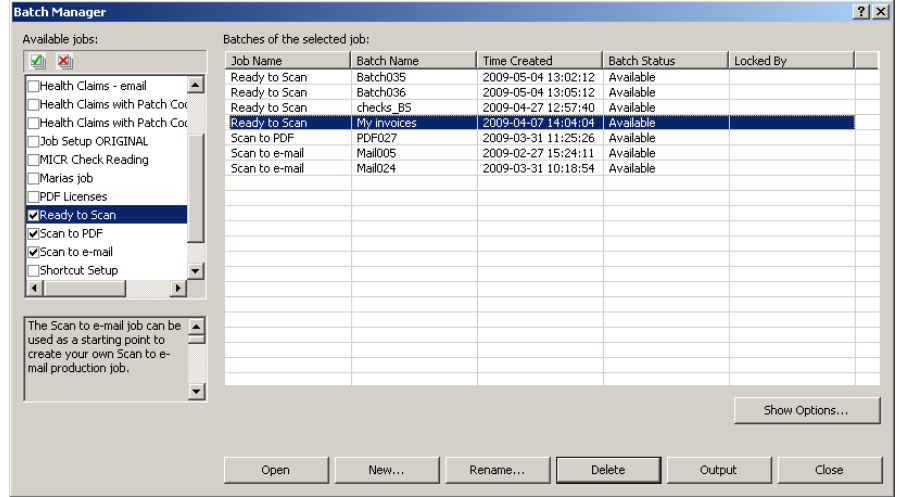 Batch Manager
Available jobs:
Health Claims - email
Health Claims with Patch Co
Health Claims with Patch Co
Job Setup ORIGINAL
MICR Check Reading
Marias job
PDF Licenses
Ready to Scan
Scan to PDF
Scan to e-mail
Shortcut Setup
The Scan to e-mail job can be
used as a starting point to
create your own Scan to e-
mail production job.
Batches of the selected job:
Job Name Batch Name Time Created Batch Status Locked By
Ready to Scan Batch035 2009-05-04 13:02:12 Available
Ready to Scan Batch036 2009-05-04 13:05:12 Available
Ready to Scan checks_BS 2009-04-27 12:57:40 Available
Ready to Scan My invoices 2009-04-07 14:04:04 Available
Scan to PDF PDF027 2009-03-31 11:25:26 Available
Scan to e-mail Mail005 2009-02-27 15:24:11 Available
Scan to e-mail Mail024 2009-03-31 10:18:54 Available
Show Options...
Open New... Rename... Delete Output Close